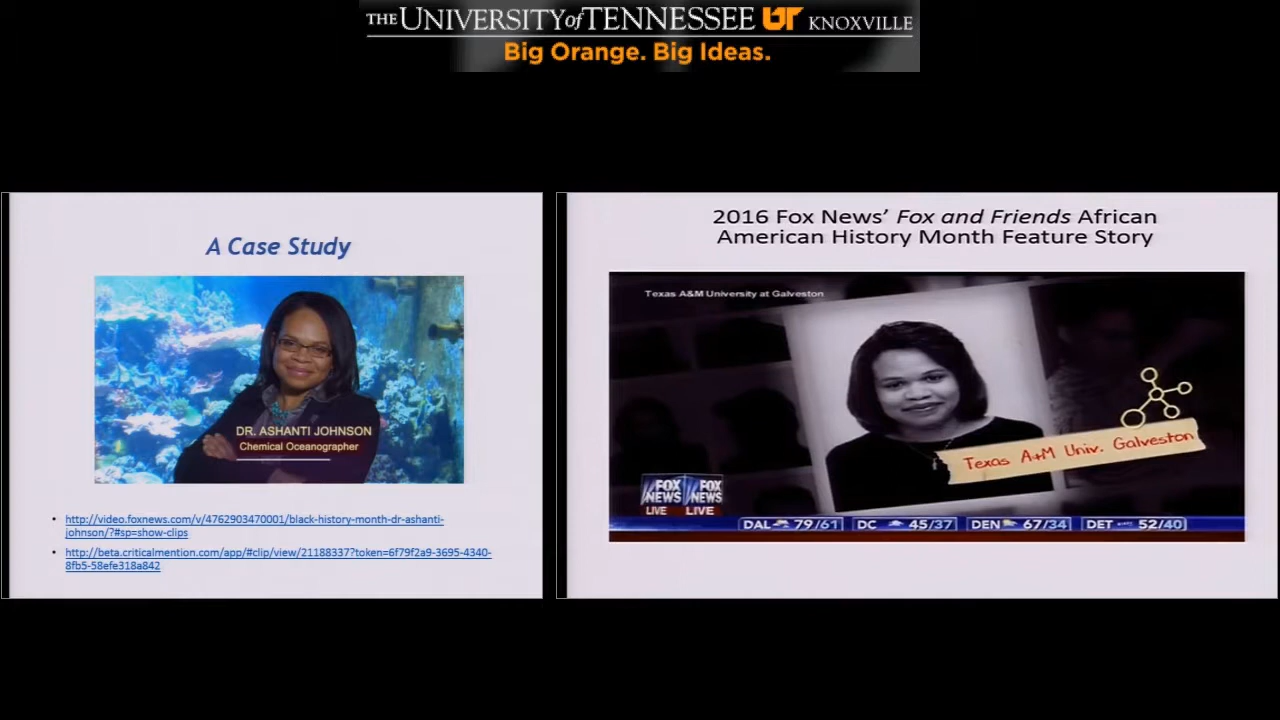 THE UNIVERSITY of TENNESSEE UT KNOXVILLE
Big Orange. Big Ideas.
A Case Study
DR. ASHANTI JOHNSON
Chemical Oceanographer
• http://video.foxnews.com/v/4762903470001/black-history-month-dr-ashanti-
johnson/?#sp=show-clips
• http://beta.criticalmention.com/app/#clip/view/21188337?token=6f79f2a9-3695-4340-
8fb5-58efe318a842
2016 Fox News’ Fox and Friends African
American History Month Feature Story
Texas A&M University at Galveston
Texas A+M Univ. Galveston
FOX NEWS LIVE
FOX NEWS LIVE
DAL 79/61 DC 45/37 DEN 67/34 DET 52/40